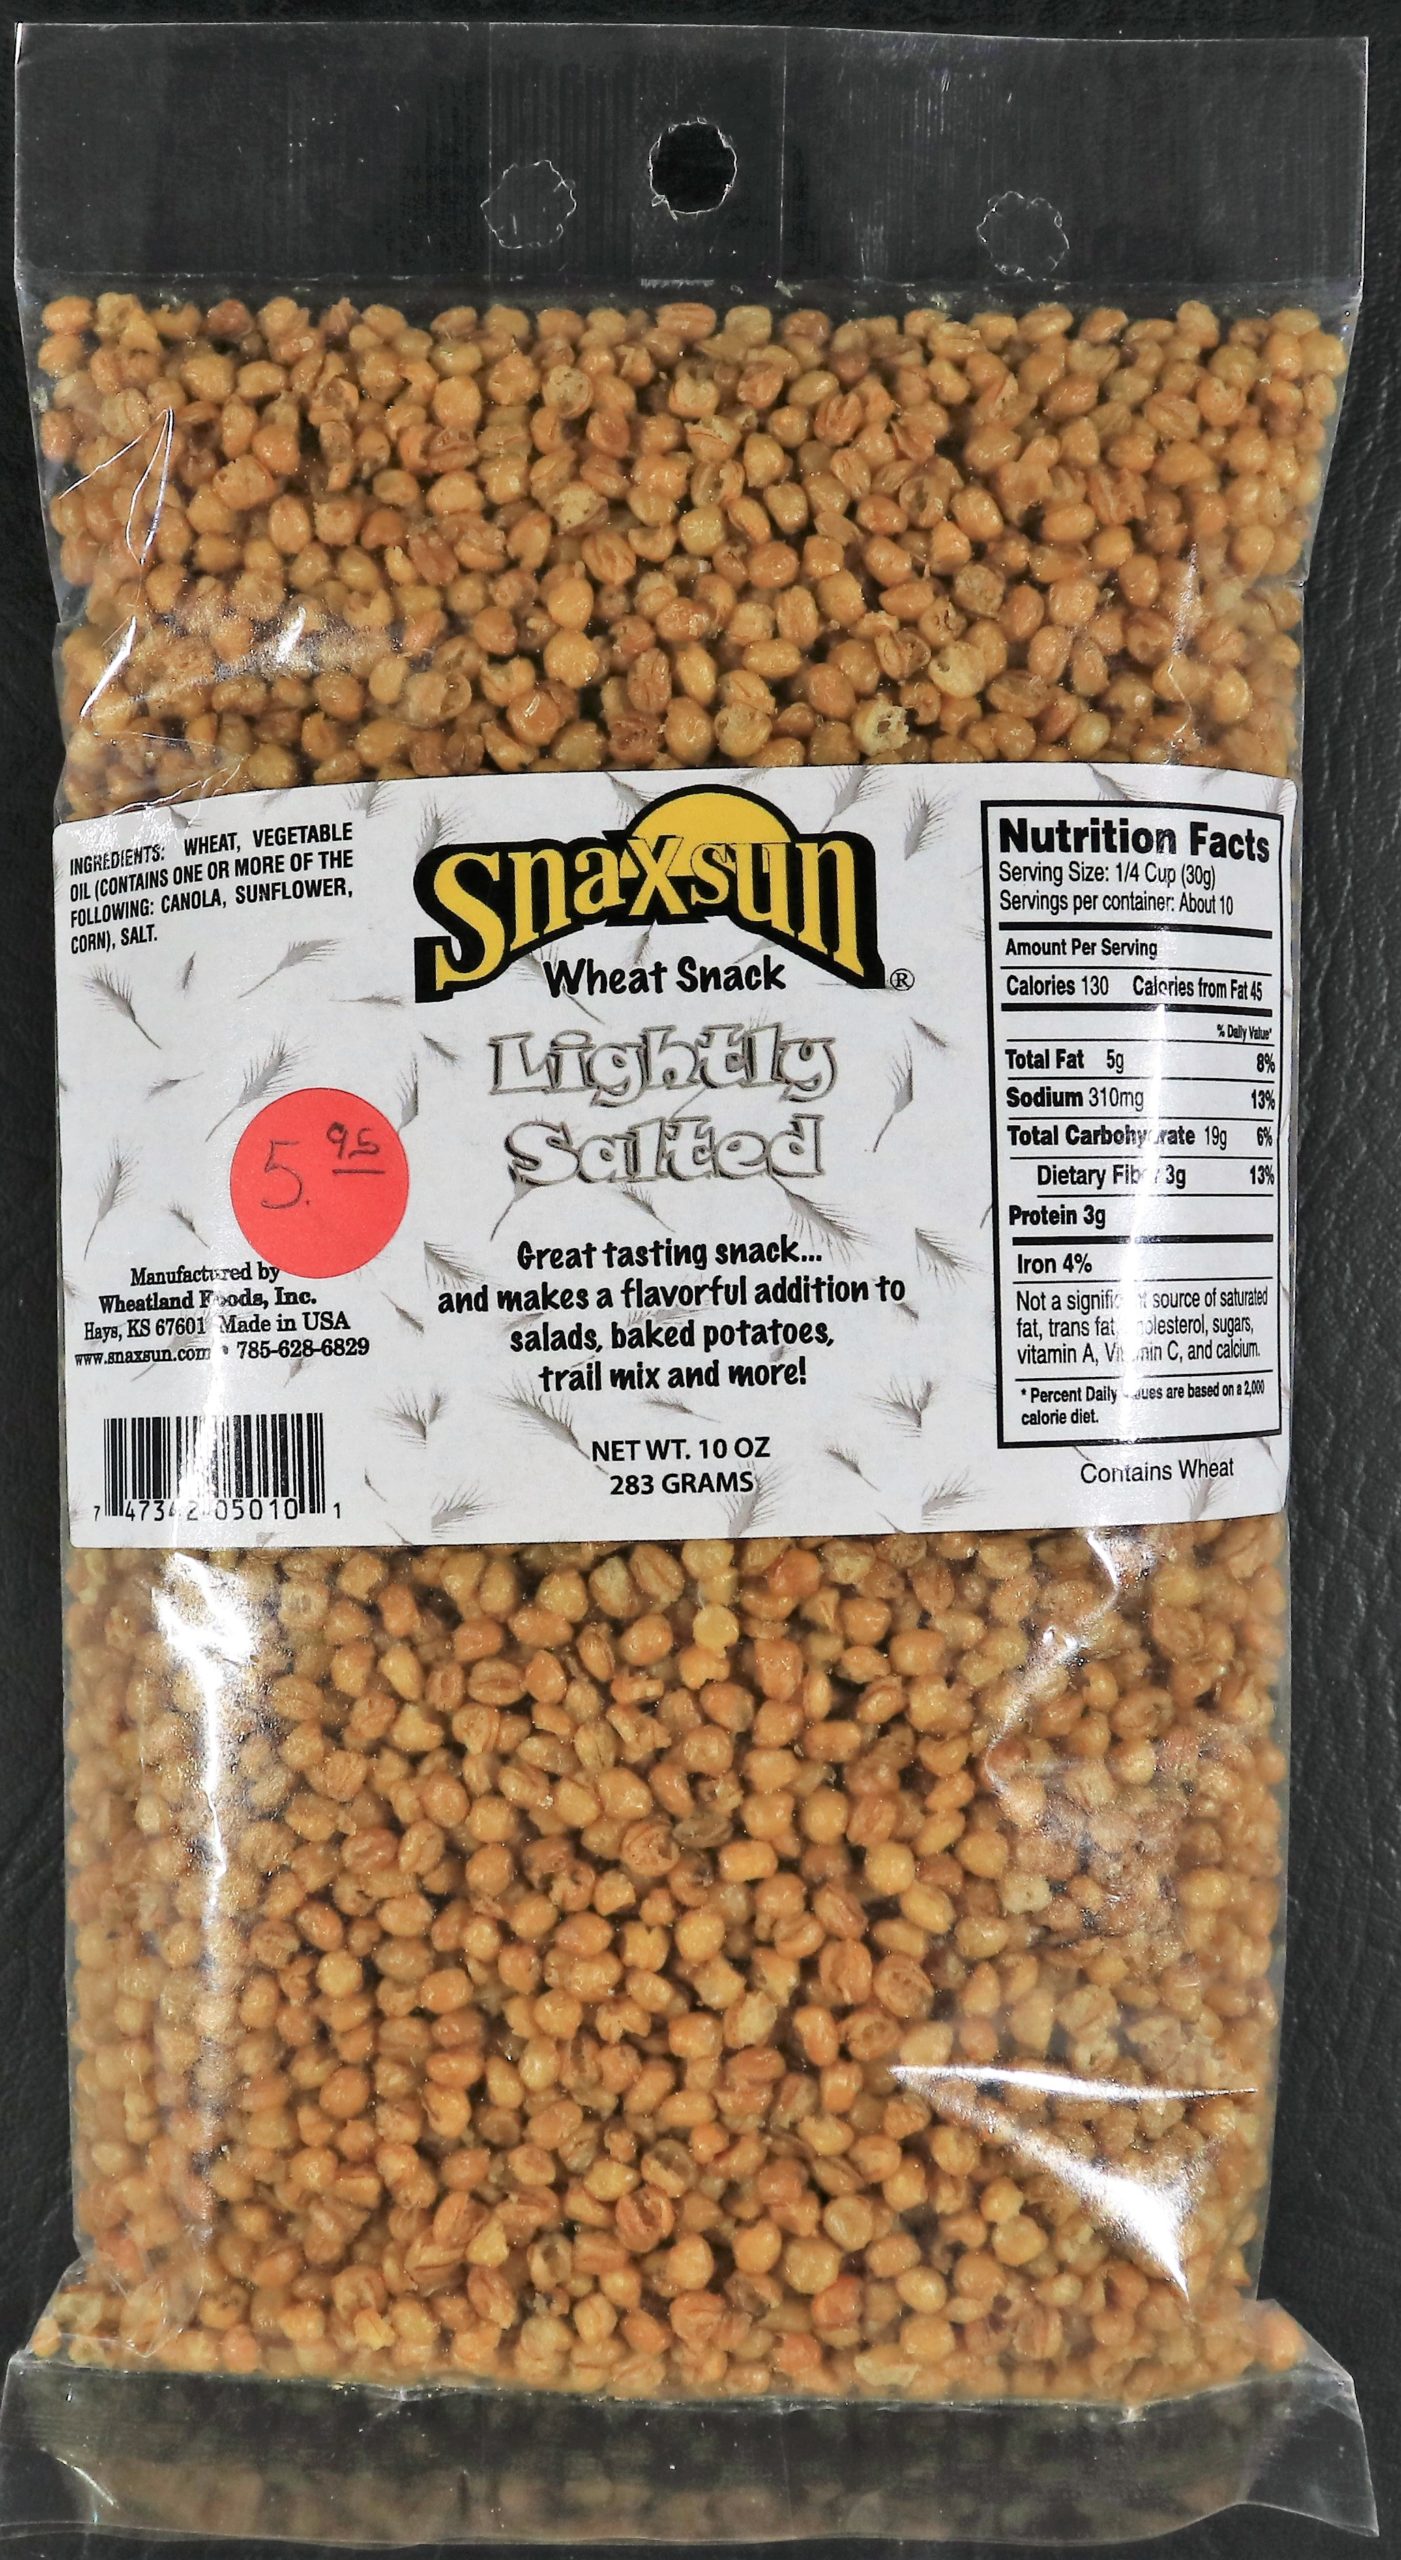 INGREDIENTS: WHEAT, VEGETABLE
OIL (CONTAINS ONE OR MORE OF THE
FOLLOWING: CANOLA, SUNFLOWER,
CORN), SALT.
5.95
Manufactured by
Wheatland Foods, Inc.
Hays, KS 67601 Made in USA
www.snaxsun.com • 785-628-6829
7 47342 05010 1
Snaxsun
Wheat Snack ®
Lightly
Salted
Great tasting snack...
and makes a flavorful addition to
salads, baked potatoes,
trail mix and more!
NET WT. 10 OZ
283 GRAMS
Nutrition Facts
Serving Size: 1/4 Cup (30g)
Servings per container: About 10
Amount Per Serving
Calories 130 Calories from Fat 45
% Daily Value*
Total Fat 5g 8%
Sodium 310mg 13%
Total Carbohydrate 19g 6%
Dietary Fiber 3g 13%
Protein 3g
Iron 4%
Not a significant source of saturated
fat, trans fat, cholesterol, sugars,
vitamin A, Vitamin C, and calcium.
* Percent Daily Values are based on a 2,000
calorie diet.
Contains Wheat